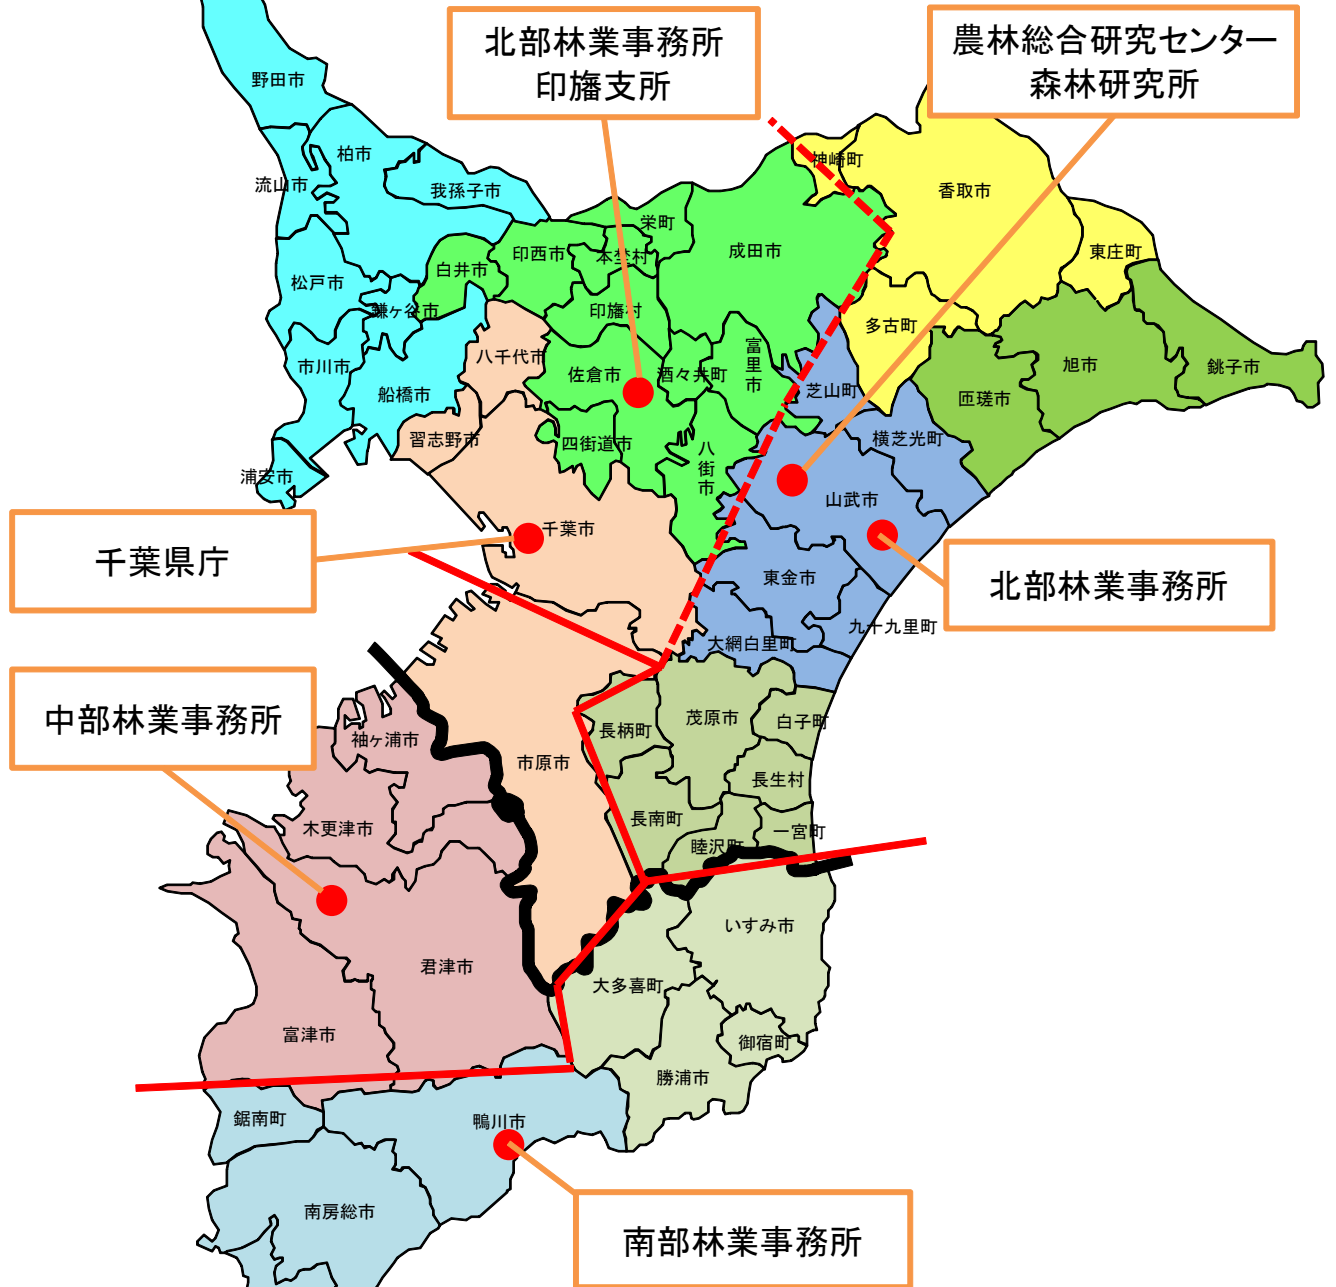 北部林業事務所
印旛支所
農林総合研究センター
森林研究所
野田市
柏市
流山市
我孫子市
神崎町
香取市
栄町
成田市
東庄町
印西市
本埜村
白井市
松戸市
鎌ヶ谷市
印旛村
多古町
八千代市
富里市
市川市
船橋市
佐倉市
酒々井町
芝山町
旭市
銚子市
匝瑳市
習志野市
四街道市
八街市
横芝光町
浦安市
山武市
千葉市
千葉県庁
東金市
北部林業事務所
九十九里町
大網白里町
中部林業事務所
袖ヶ浦市
長柄町
茂原市
白子町
市原市
長生村
木更津市
長南町
睦沢町
一宮町
いすみ市
君津市
大多喜町
富津市
御宿町
勝浦市
鋸南町
鴨川市
南房総市
南部林業事務所